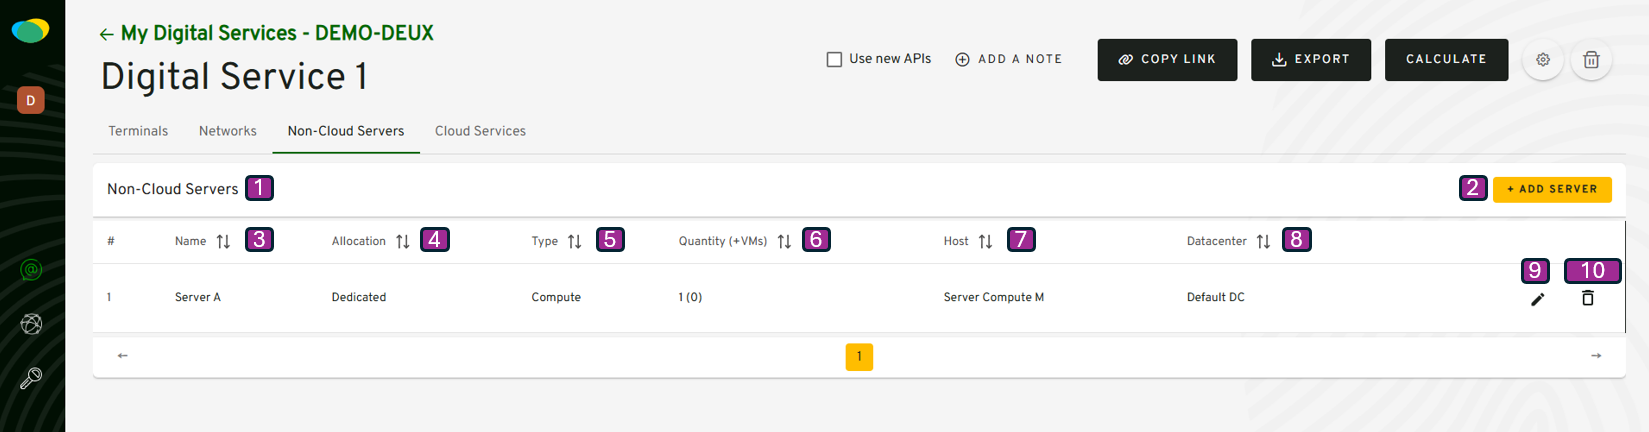 ← My Digital Services - DEMO-DEUX
Digital Service 1
Use new APIs
ADD A NOTE
COPY LINK
EXPORT
CALCULATE
D
Terminals Networks Non-Cloud Servers Cloud Services
Non-Cloud Servers 1
2 + ADD SERVER
# Name 3 Allocation 4 Type 5 Quantity (+VMs) 6 Host 7 Datacenter 8
9 10
1 Server A Dedicated Compute 1 (0) Server Compute M Default DC
← 1 →